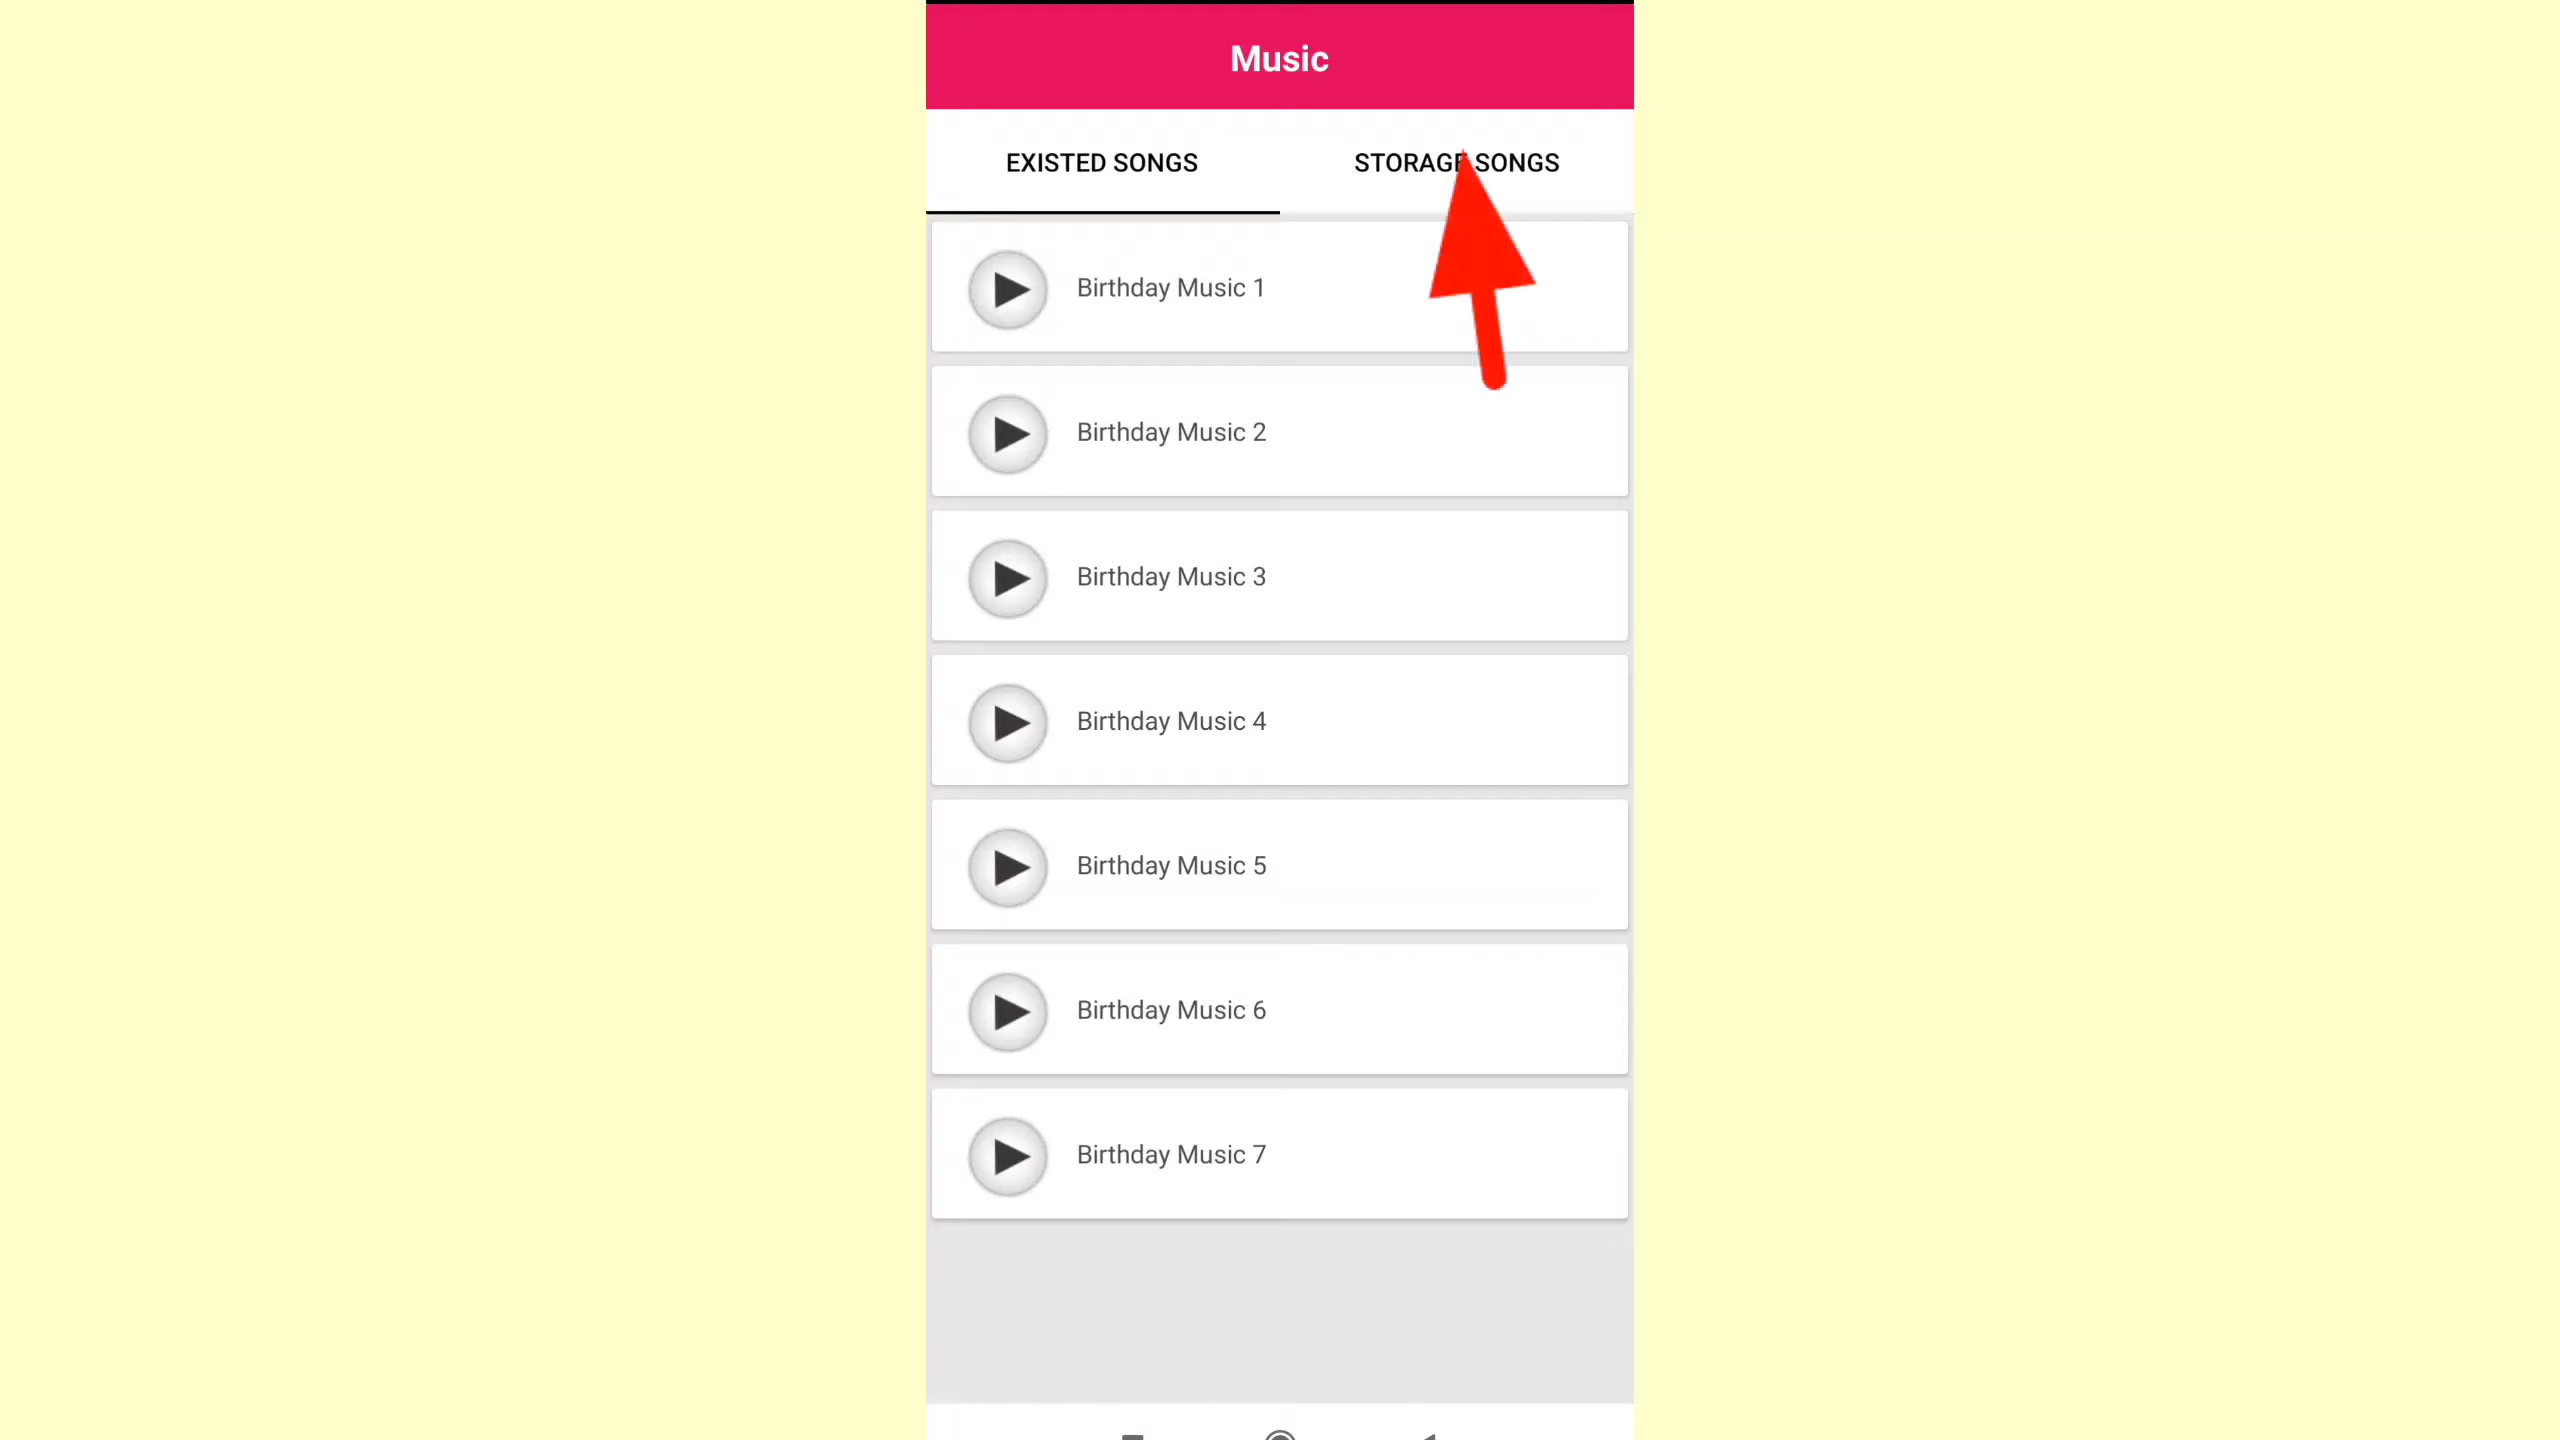 Music
EXISTED SONGS
STORAGE SONGS
Birthday Music 1
Birthday Music 2
Birthday Music 3
Birthday Music 4
Birthday Music 5
Birthday Music 6
Birthday Music 7